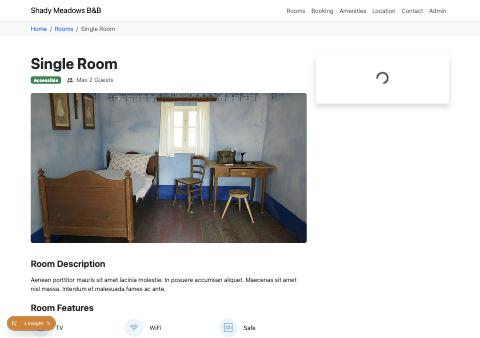 Shady Meadows B&B
Rooms Booking Amenities Location Contact Admin
Home / Rooms / Single Room
Single Room
Accessible Max 2 Guests
Room Description
Aenean porttitor mauris sit amet lacinia molestie. In posuere accumsan aliquet. Maecenas sit amet
nisl massa. Interdum et malesuada fames ac ante.
Room Features
TV WiFi Safe
1 Insight